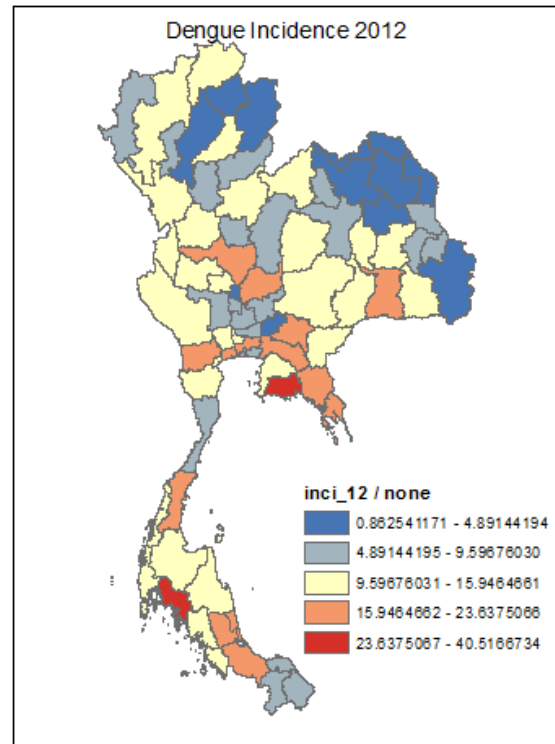 Dengue Incidence 2012
inci_12 / none
0.862541171 - 4.89144194
4.89144195 - 9.59676030
9.59676031 - 15.9464661
15.9464662 - 23.6375066
23.6375067 - 40.5166734